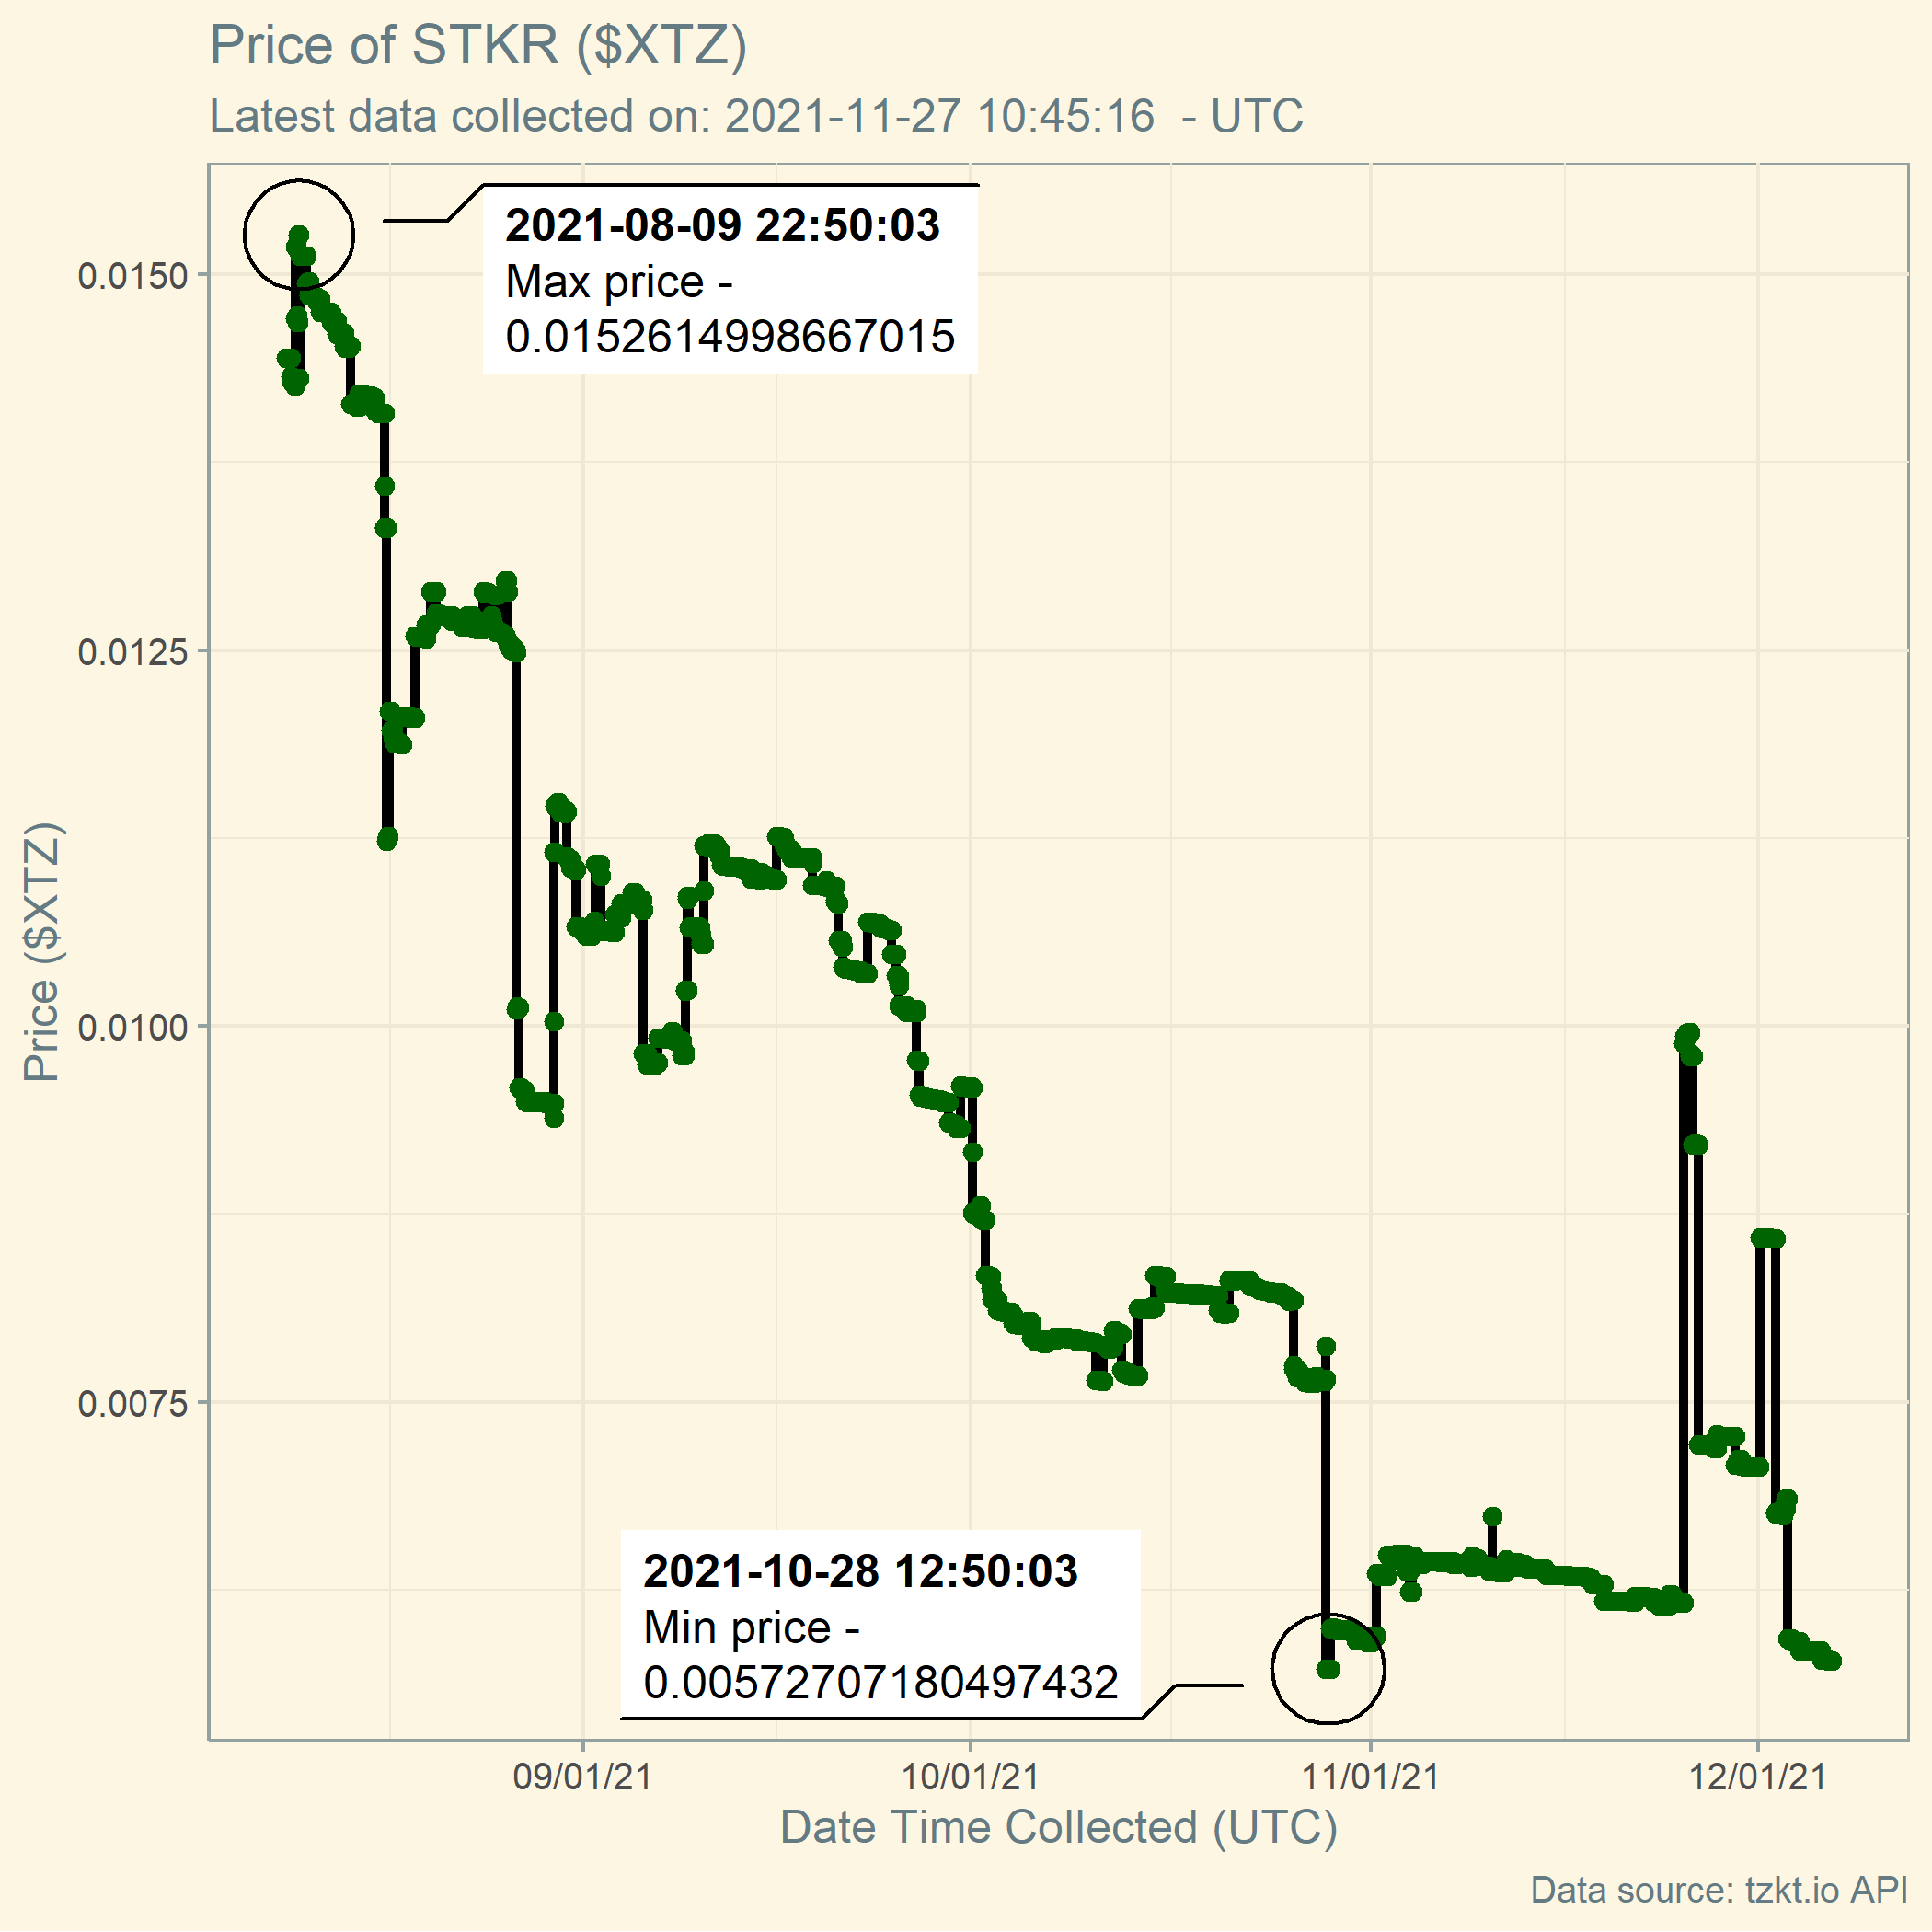 Price of STKR ($XTZ)
Latest data collected on: 2021-11-27 10:45:16  - UTC
2021-08-09 22:50:03
Max price -
0.0152614998667015
0.0150
0.0125
0.0100
0.0075
Price ($XTZ)
2021-10-28 12:50:03
Min price -
0.00572707180497432
09/01/21
10/01/21
11/01/21
12/01/21
Date Time Collected (UTC)
Data source: tzkt.io API